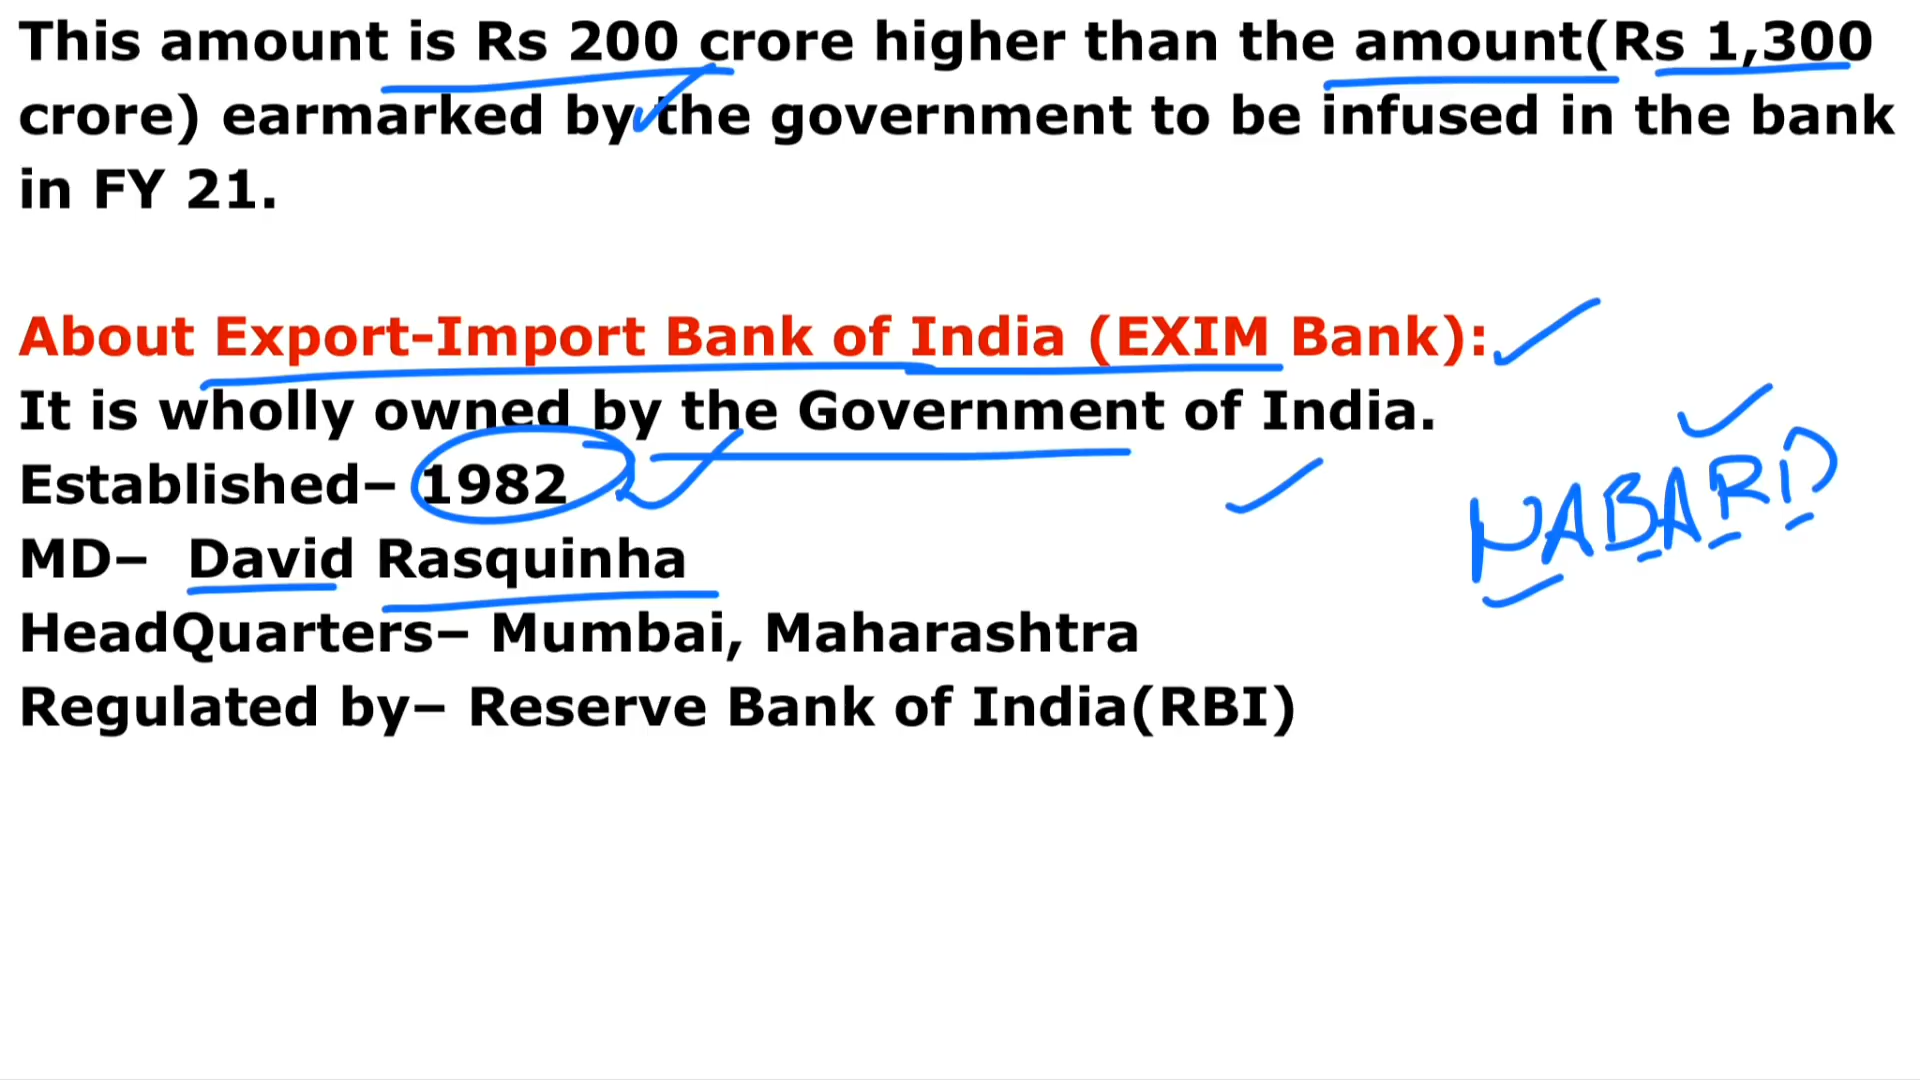 This amount is Rs 200 crore higher than the amount(Rs 1,300
crore) earmarked by the government to be infused in the bank
in FY 21.
About Export-Import Bank of India (EXIM Bank):
It is wholly owned by the Government of India.
Established– 1982
MD– David Rasquinha
HeadQuarters– Mumbai, Maharashtra
Regulated by– Reserve Bank of India(RBI)
NABARD